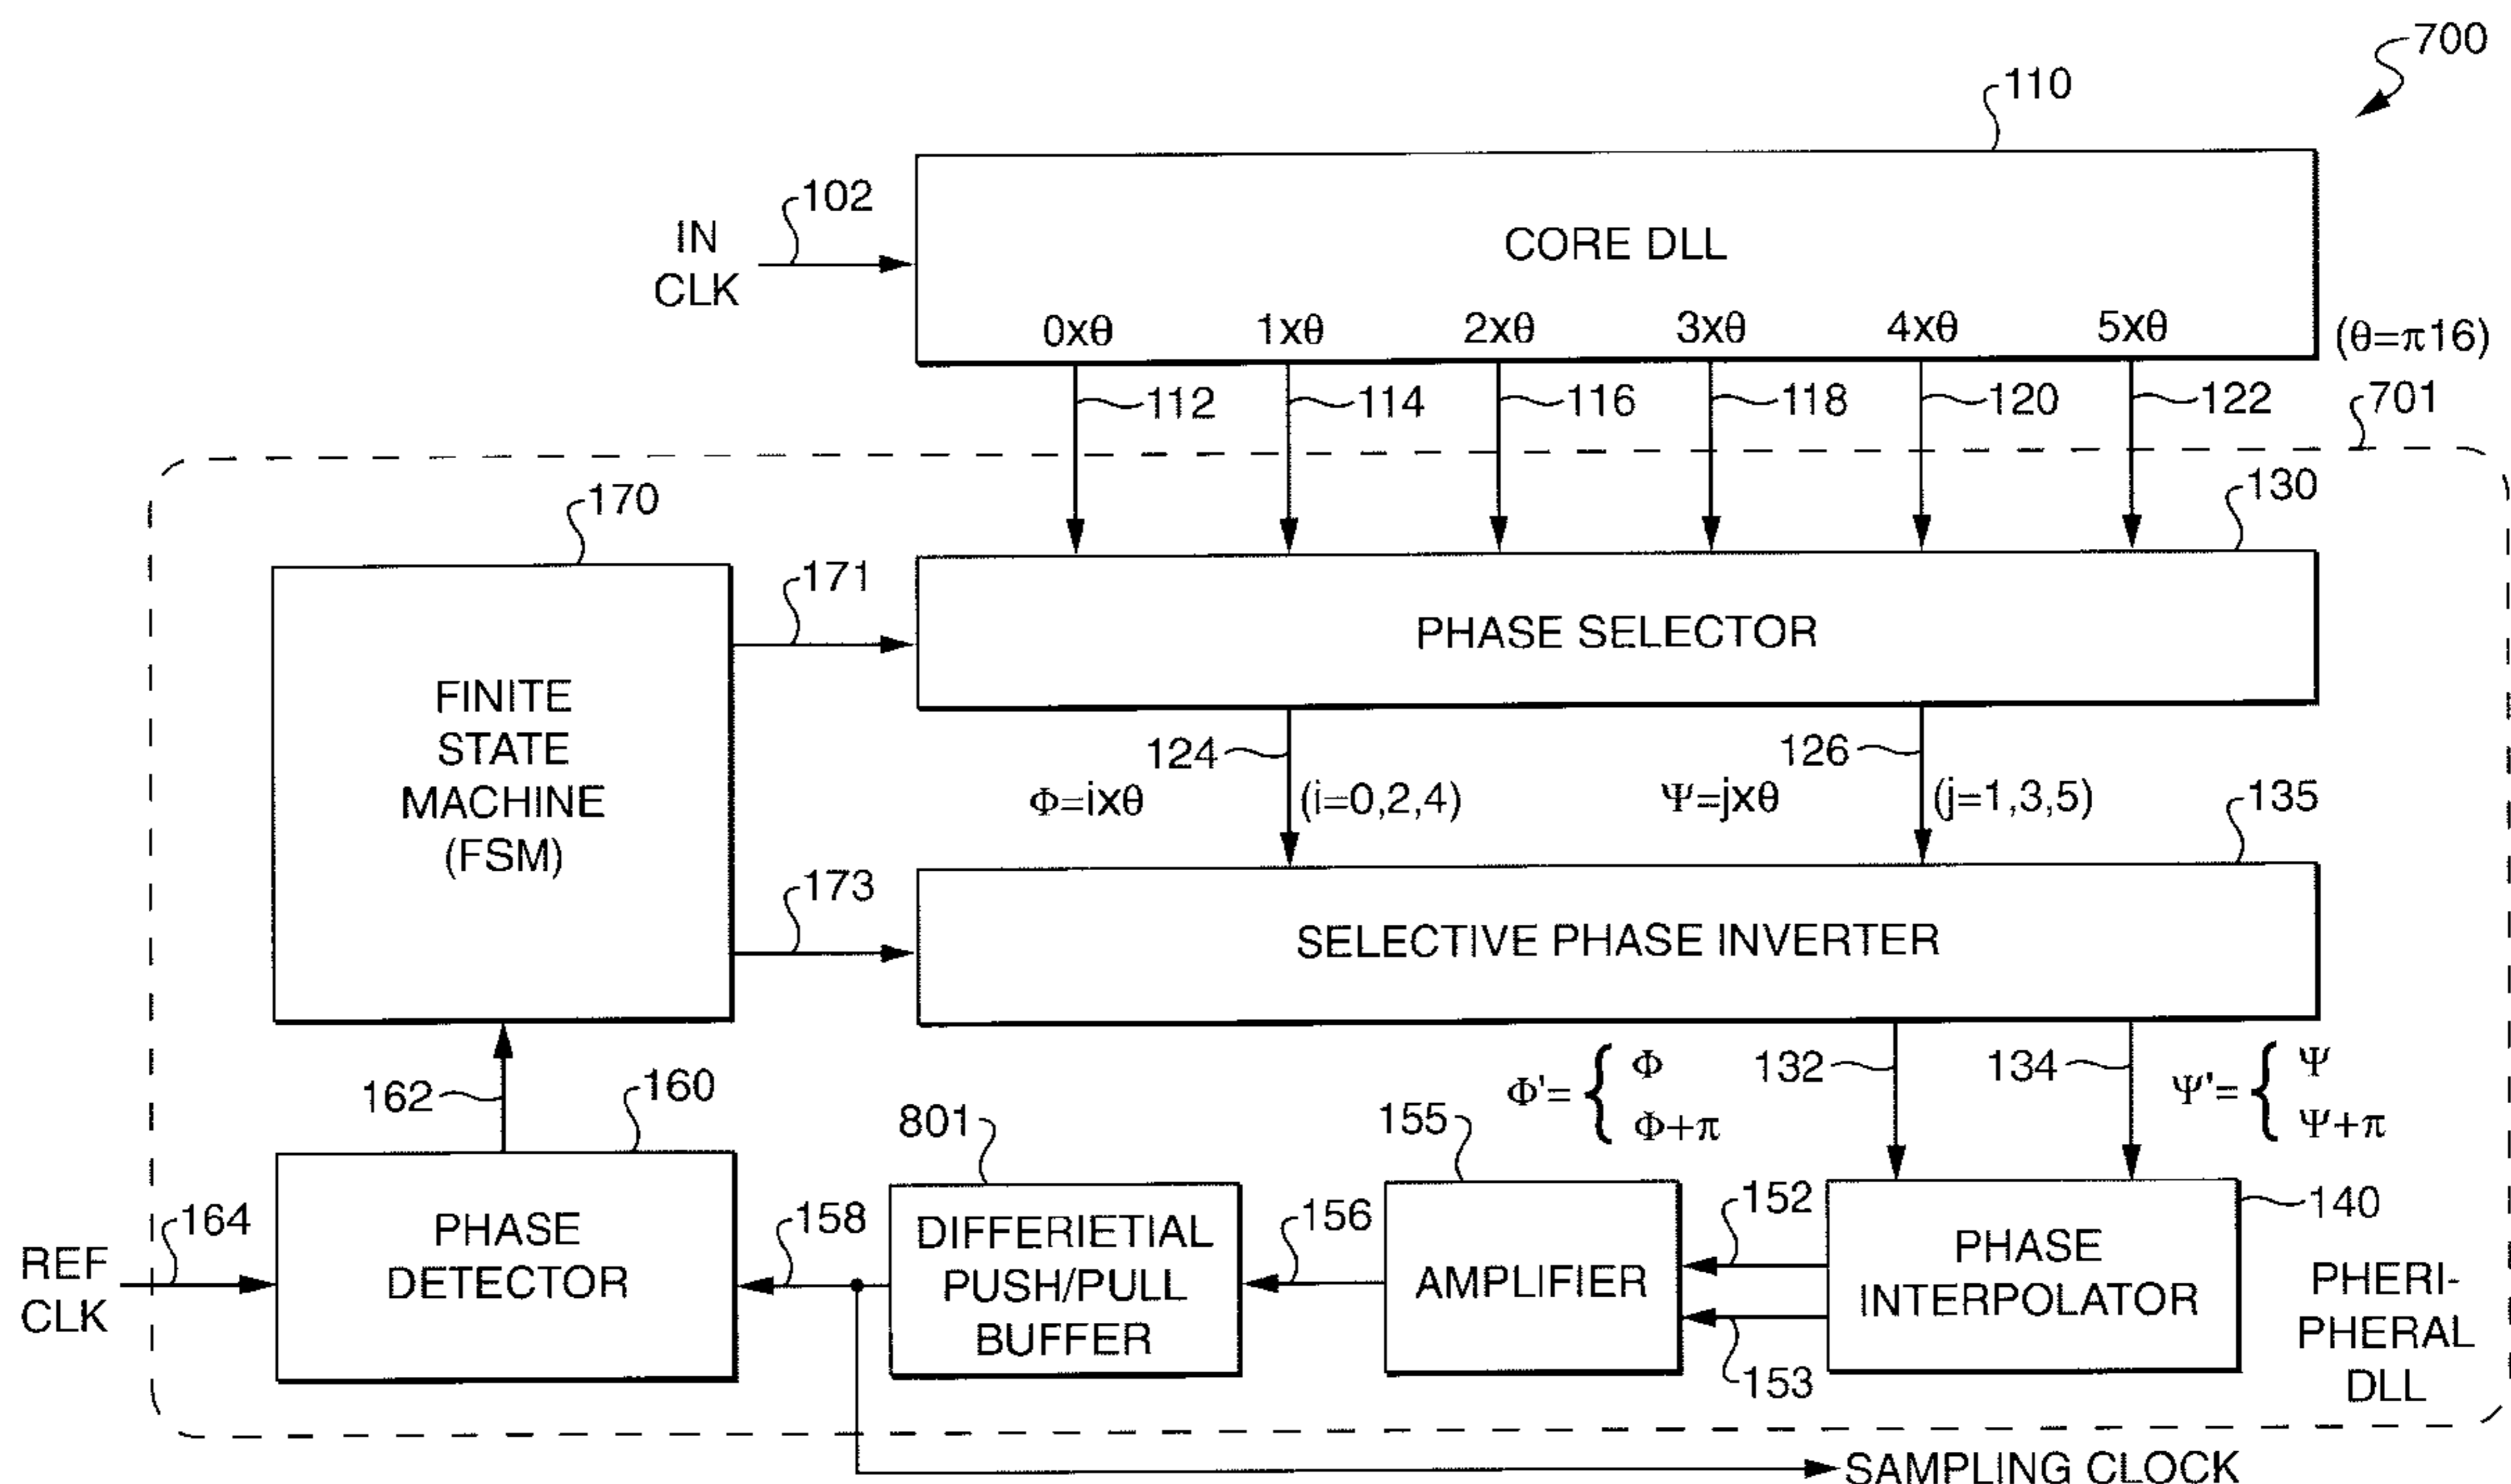 700
110
102
IN
CLK
CORE DLL
0xθ 1xθ 2xθ 3xθ 4xθ 5xθ
(θ=π16)
112 114 116 118 120 122
701
170
130
171
FINITE
STATE
MACHINE
(FSM)
PHASE SELECTOR
124
126
Φ=ixθ (i=0,2,4) Ψ=jxθ (j=1,3,5)
135
173
SELECTIVE PHASE INVERTER
162
160
801
155
Φ'= { Φ
Φ+π
132
134
Ψ'= { Ψ
Ψ+π
REF
CLK
164
PHASE
DETECTOR
158
DIFFERIETIAL
PUSH/PULL
BUFFER
156
AMPLIFIER
152
153
PHASE
INTERPOLATOR
140
PHERI-
PHERAL
DLL
SAMPLING CLOCK